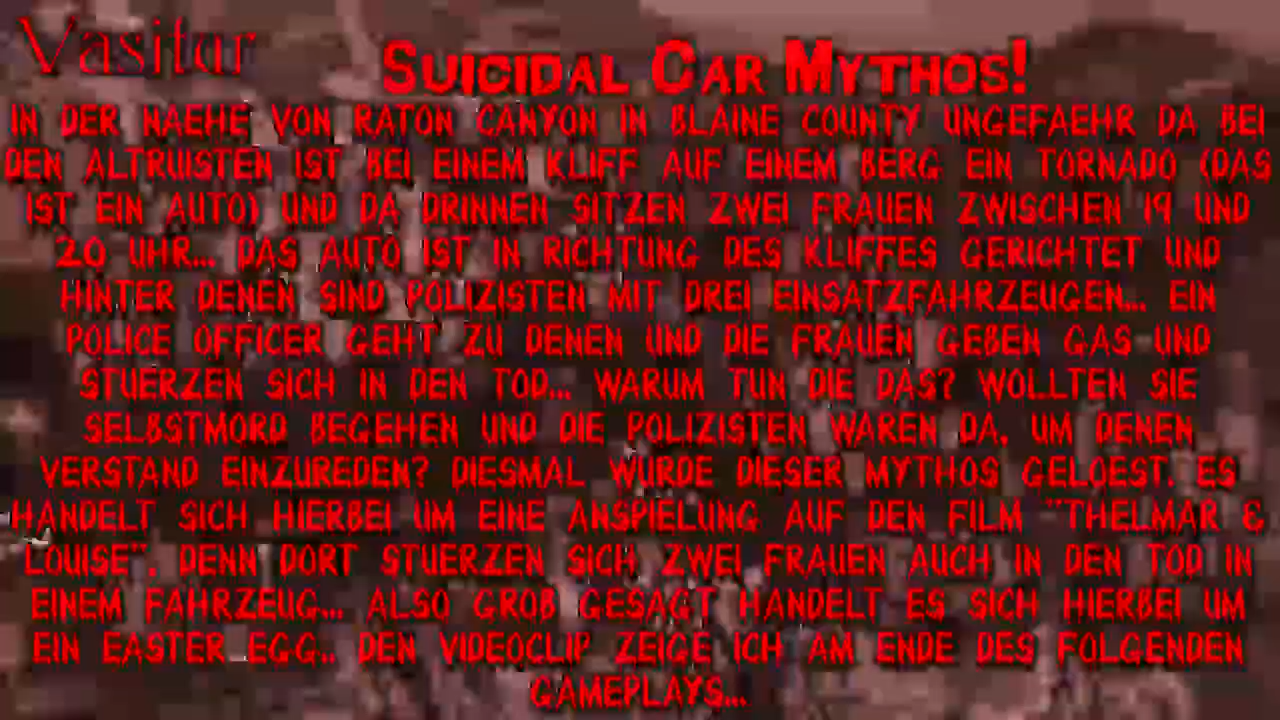 Vasitar
SUICIDAL CAR MYTHOS!
IN DER NAEHE VON RATON CANYON IN BLAINE COUNTY UNGEFAEHR DA BEI
DEN ALTRUISTEN IST BEI EINEM KLIFF AUF EINEM BERG EIN TORNADO (DAS
IST EIN AUTO) UND DA DRINNEN SITZEN ZWEI FRAUEN ZWISCHEN 19 UND
20 UHR... DAS AUTO IST IN RICHTUNG DES KLIFFES GERICHTET UND
HINTER DENEN SIND POLIZISTEN MIT DREI EINSATZFAHRZEUGEN... EIN
POLICE OFFICER GEHT ZU DENEN UND DIE FRAUEN GEBEN GAS UND
STUERZEN SICH IN DEN TOD... WARUM TUN DIE DAS? WOLLTEN SIE
SELBSTMORD BEGEHEN UND DIE POLIZISTEN WAREN DA, UM DENEN
VERSTAND EINZUREDEN? DIESMAL WURDE DIESER MYTHOS GELOEST. ES
HANDELT SICH HIERBEI UM EINE ANSPIELUNG AUF DEN FILM "THELMAR &
LOUISE", DENN DORT STUERZEN SICH ZWEI FRAUEN AUCH IN DEN TOD IN
EINEM FAHRZEUG... ALSO GROB GESAGT HANDELT ES SICH HIERBEI UM
EIN EASTER EGG.. DEN VIDEOCLIP ZEIGE ICH AM ENDE DES FOLGENDEN
GAMEPLAYS...